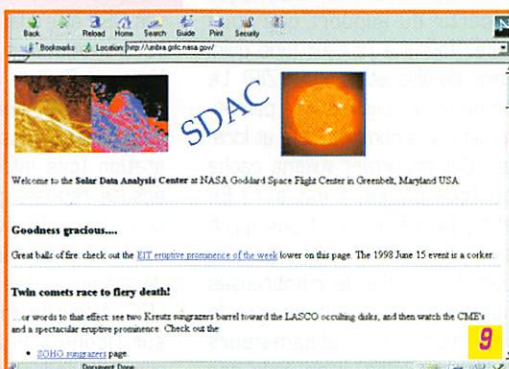 Back Reload Home Search Guide Print Security
Bookmarks Location: http://umbra.gsfc.nasa.gov/
SDAC
Welcome to the Solar Data Analysis Center at NASA Goddard Space Flight Center in Greenbelt, Maryland USA.
Goodness gracious....
Great balls of fire: check out the EIT eruptive prominence of the week lower on this page. The 1998 June 15 event is a corker.
Twin comets race to fiery death!
...or words to that effect: see two Kreutz sungrazers barrel toward the LASCO occulting disks, and then watch the CME's
and a spectacular eruptive prominence. Check out the
• SOHO sungrazers page.
9
Document: Done